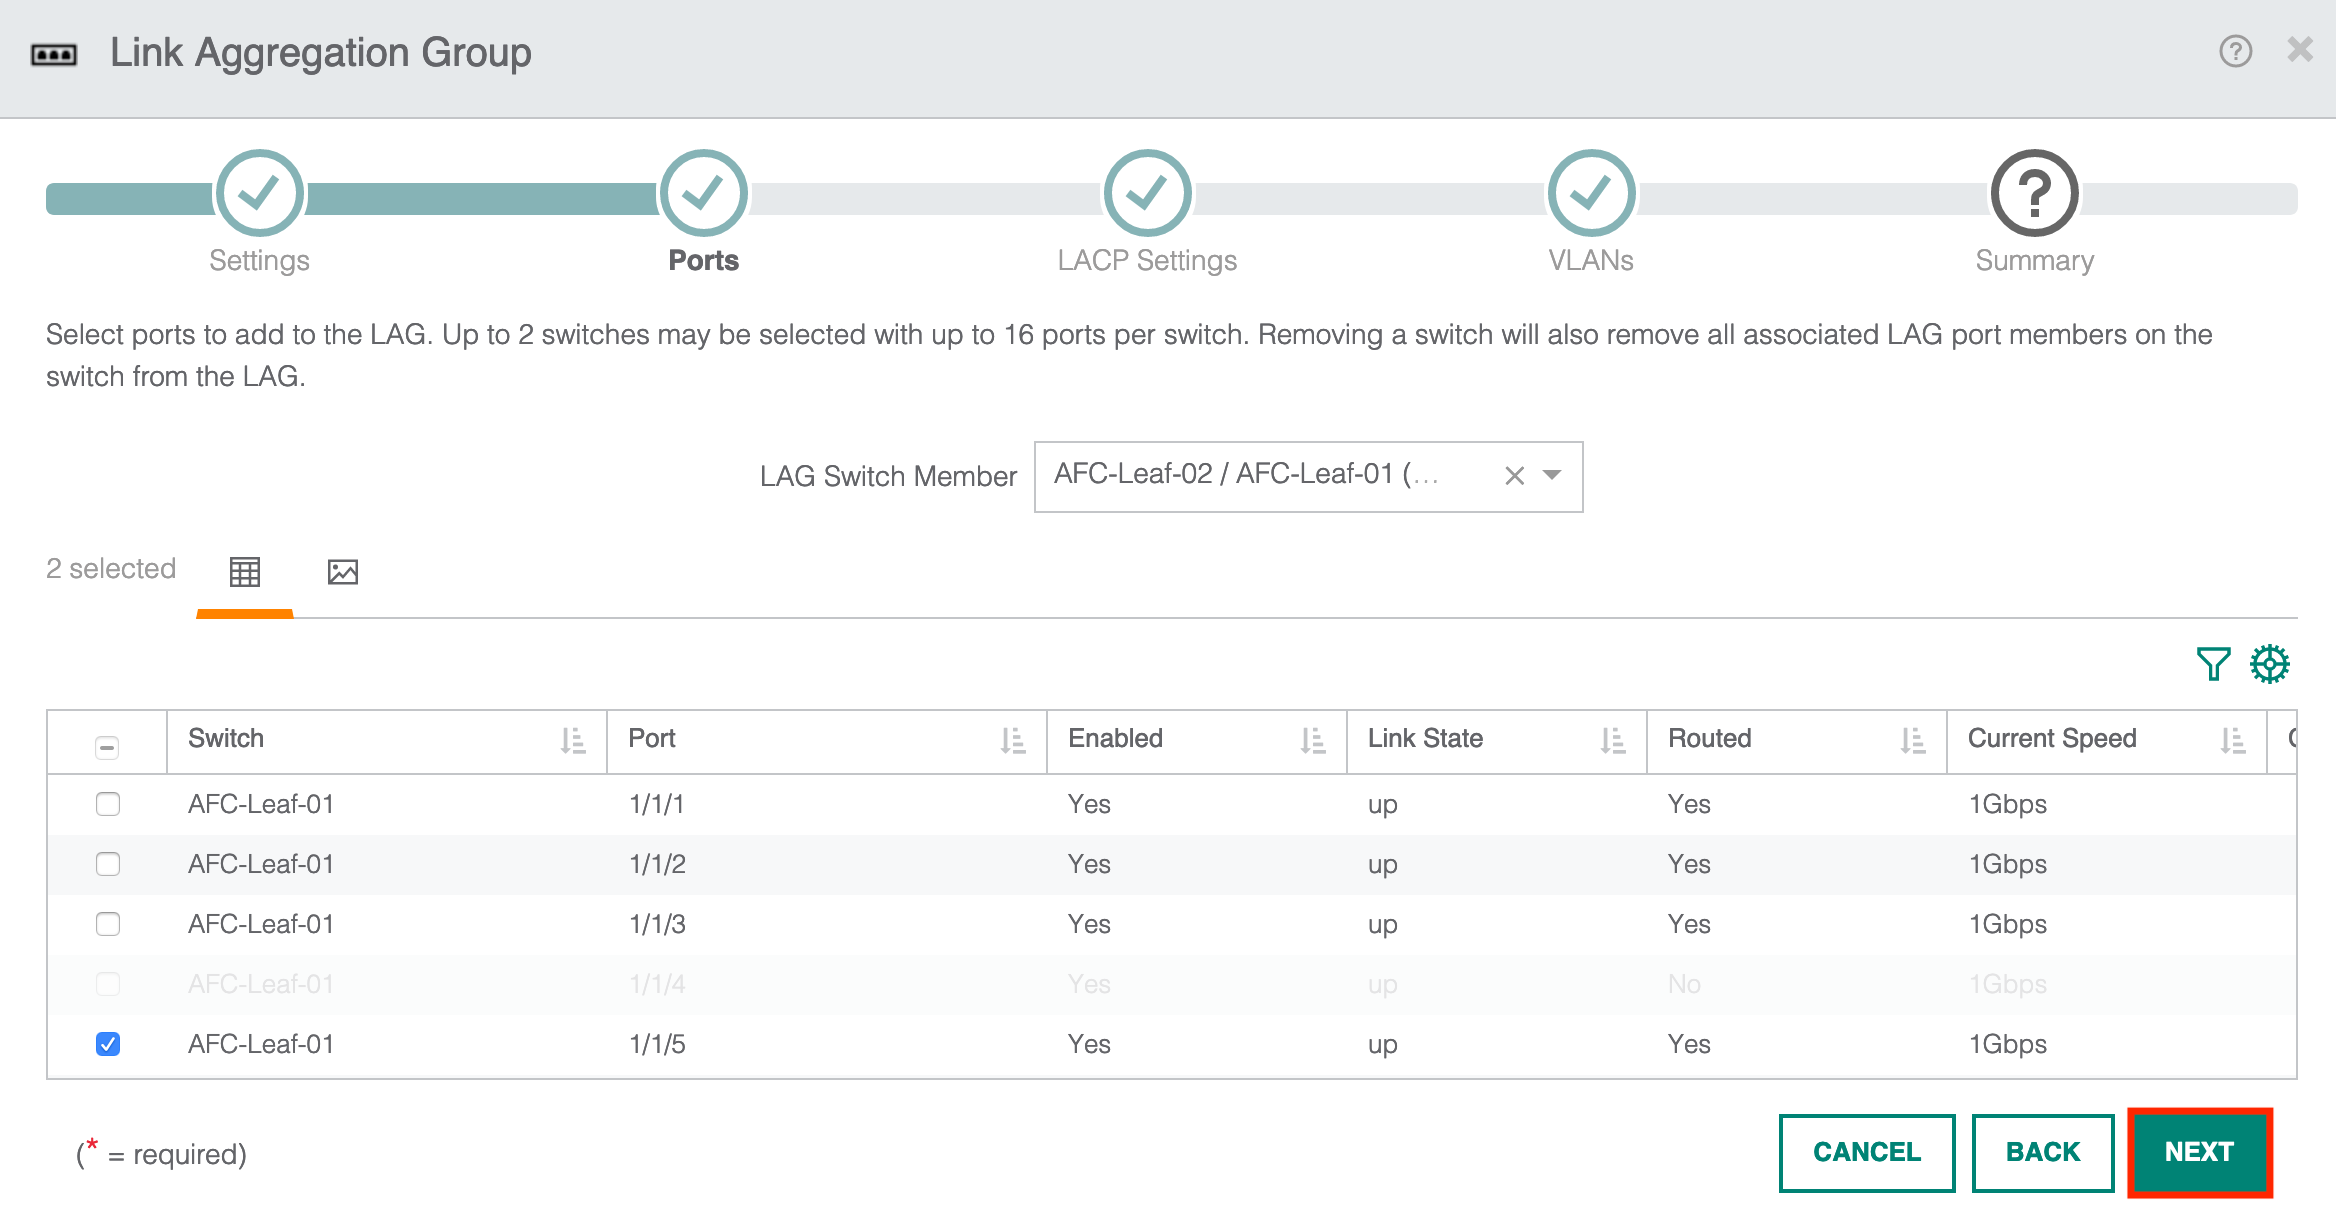 Link Aggregation Group
Settings
Ports
LACP Settings
VLANs
Summary
Select ports to add to the LAG. Up to 2 switches may be selected with up to 16 ports per switch. Removing a switch will also remove all associated LAG port members on the
switch from the LAG.
LAG Switch Member AFC-Leaf-02 / AFC-Leaf-01 (...
2 selected
Switch Port Enabled Link State Routed Current Speed
AFC-Leaf-01 1/1/1 Yes up Yes 1Gbps
AFC-Leaf-01 1/1/2 Yes up Yes 1Gbps
AFC-Leaf-01 1/1/3 Yes up Yes 1Gbps
AFC-Leaf-01 1/1/4 Yes up No 1Gbps
AFC-Leaf-01 1/1/5 Yes up Yes 1Gbps
(* = required)
CANCEL
BACK
NEXT